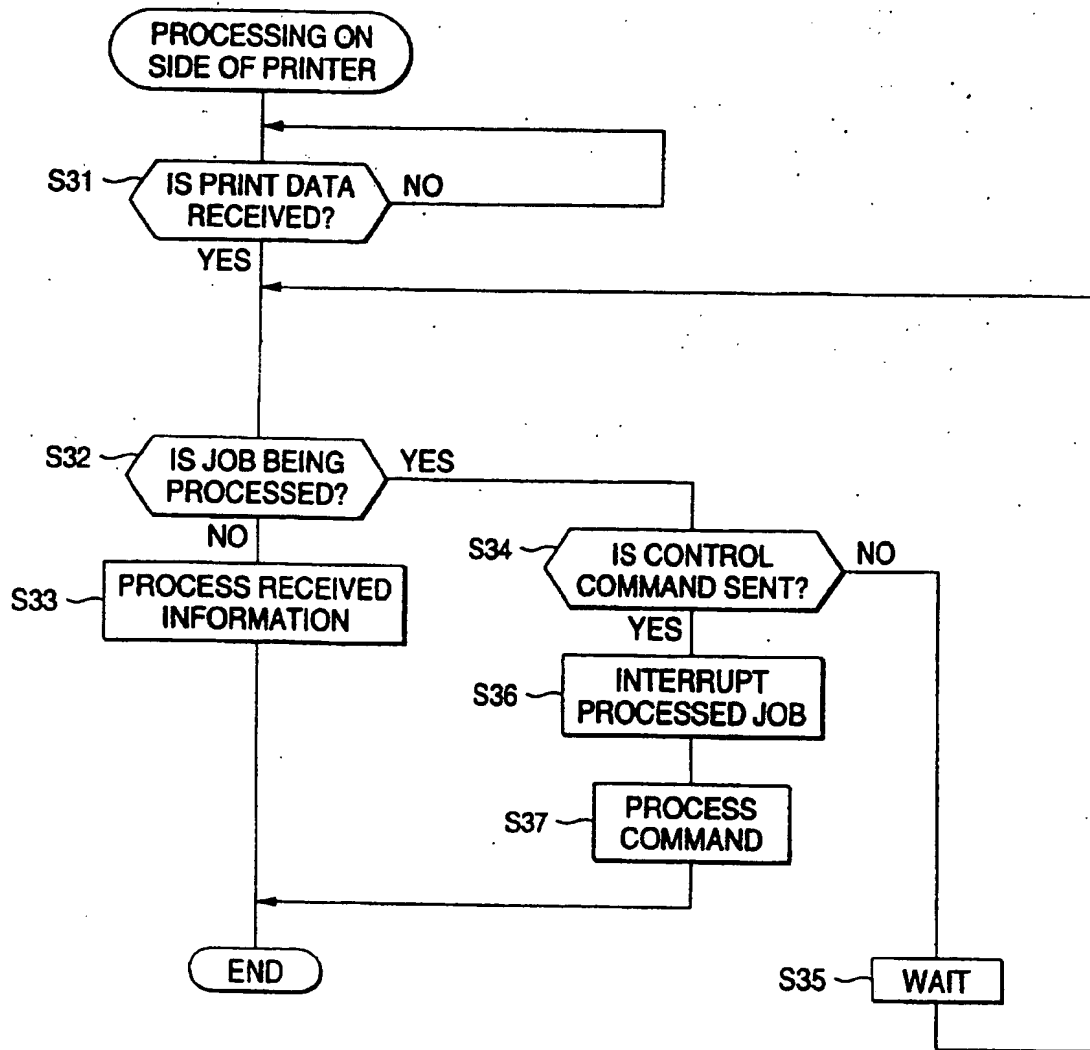 PROCESSING ON
SIDE OF PRINTER
S31
IS PRINT DATA
RECEIVED?
NO
YES
S32
IS JOB BEING
PROCESSED?
YES
NO
S33
PROCESS RECEIVED
INFORMATION
S34
IS CONTROL
COMMAND SENT?
NO
YES
S36
INTERRUPT
PROCESSED JOB
S37
PROCESS
COMMAND
END
S35
WAIT